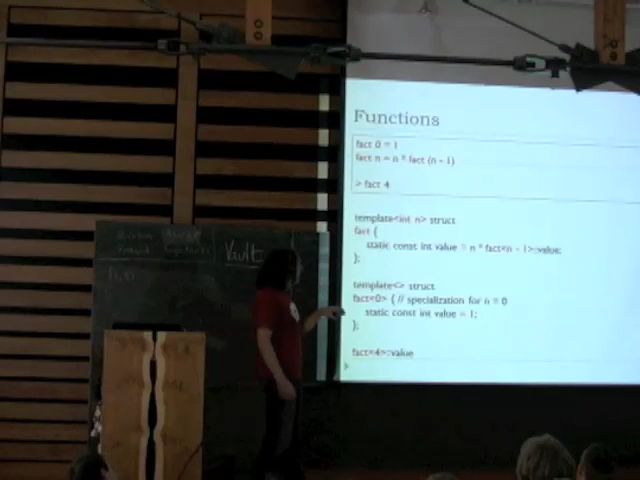 Functions
fact 0 = 1
fact n = n * fact (n - 1)
> fact 4
template<int n> struct
fact {
static const int value = n * fact<n - 1>::value;
};
template<> struct
fact<0> { // specialization for n = 0
static const int value = 1;
};
fact<4>::value
Vault